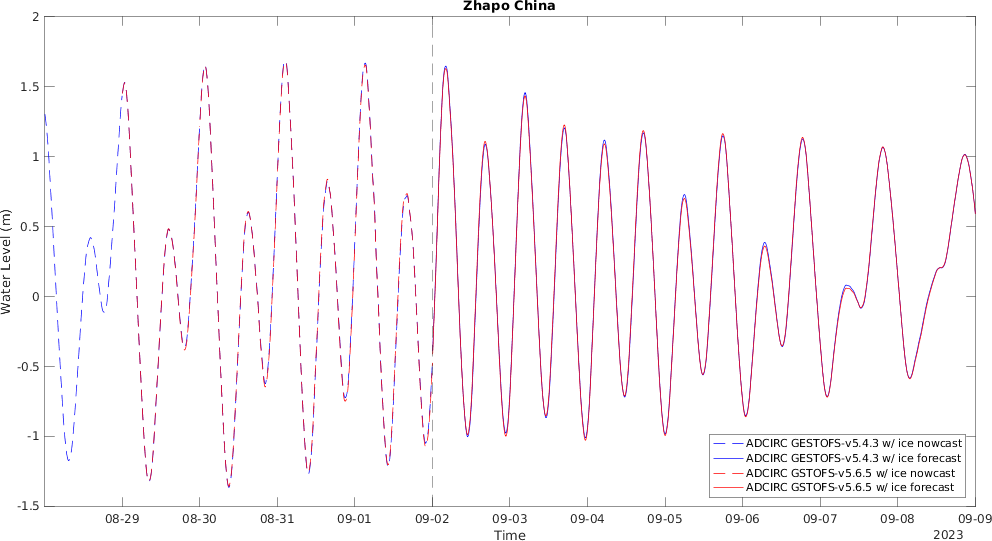 Zhapo China
2
1.5
1
0.5
0
-0.5
-1
-1.5
Water Level (m)
08-29 08-30 08-31 09-01 09-02 09-03 09-04 09-05 09-06 09-07 09-08 09-09
Time
2023
ADCIRC GESTOFS-v5.4.3 w/ ice nowcast
ADCIRC GESTOFS-v5.4.3 w/ ice forecast
ADCIRC GSTOFS-v5.6.5 w/ ice nowcast
ADCIRC GSTOFS-v5.6.5 w/ ice forecast